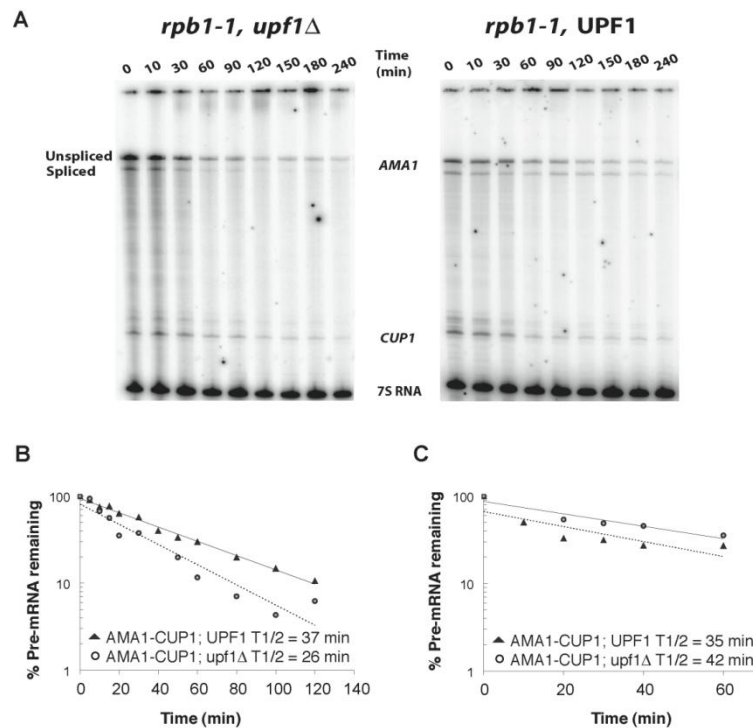 A
rpb1-1, upf1Δ
rpb1-1, UPF1
Time
(min)
0 10 30 60 90 120 150 180 240
0 10 30 60 90 120 150 180 240
Unspliced
Spliced
AMA1
CUP1
7S RNA
B
% Pre-mRNA remaining
100
10
1
▲ AMA1-CUP1; UPF1 T1/2 = 37 min
○ AMA1-CUP1; upf1Δ T1/2 = 26 min
0 20 40 60 80 100 120 140
Time (min)
C
% Pre-mRNA remaining
100
10
1
▲ AMA1-CUP1; UPF1 T1/2 = 35 min
○ AMA1-CUP1; upf1Δ T1/2 = 42 min
0 20 40 60
Time (min)